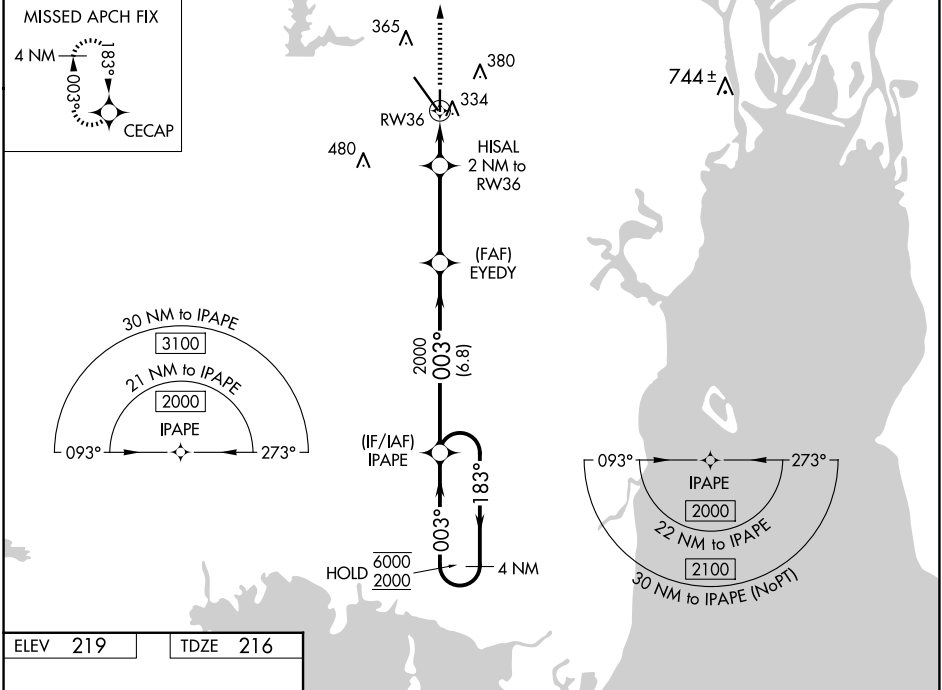 MISSED APCH FIX
4 NM
183°
003°
CECAP
365
380
334
RW36
744±
480
HISAL
2 NM to
RW36
(FAF)
EYEDY
30 NM to IPAPE
3100
21 NM to IPAPE
2000
IPAPE
093°
273°
2000
003°
(6.8)
(IF/IAF)
IPAPE
183°
003°
HOLD
6000
2000
4 NM
093°
273°
IPAPE
2000
22 NM to IPAPE
2100
30 NM to IPAPE (NoPT)
ELEV 219
TDZE 216